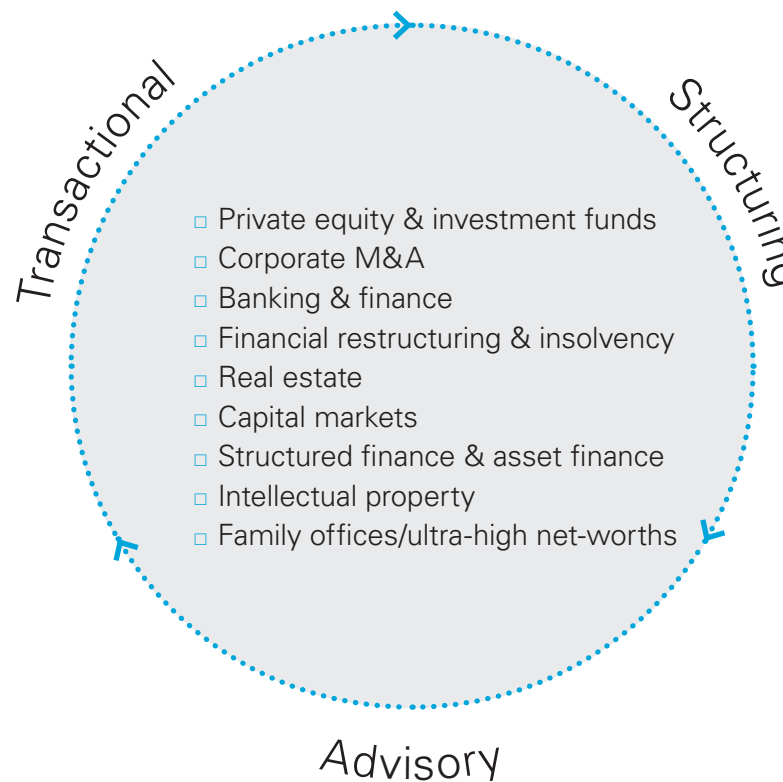 Transactional
Structuring
Private equity & investment funds
Corporate M&A
Banking & finance
Financial restructuring & insolvency
Real estate
Capital markets
Structured finance & asset finance
Intellectual property
Family offices/ultra-high net-worths
Advisory